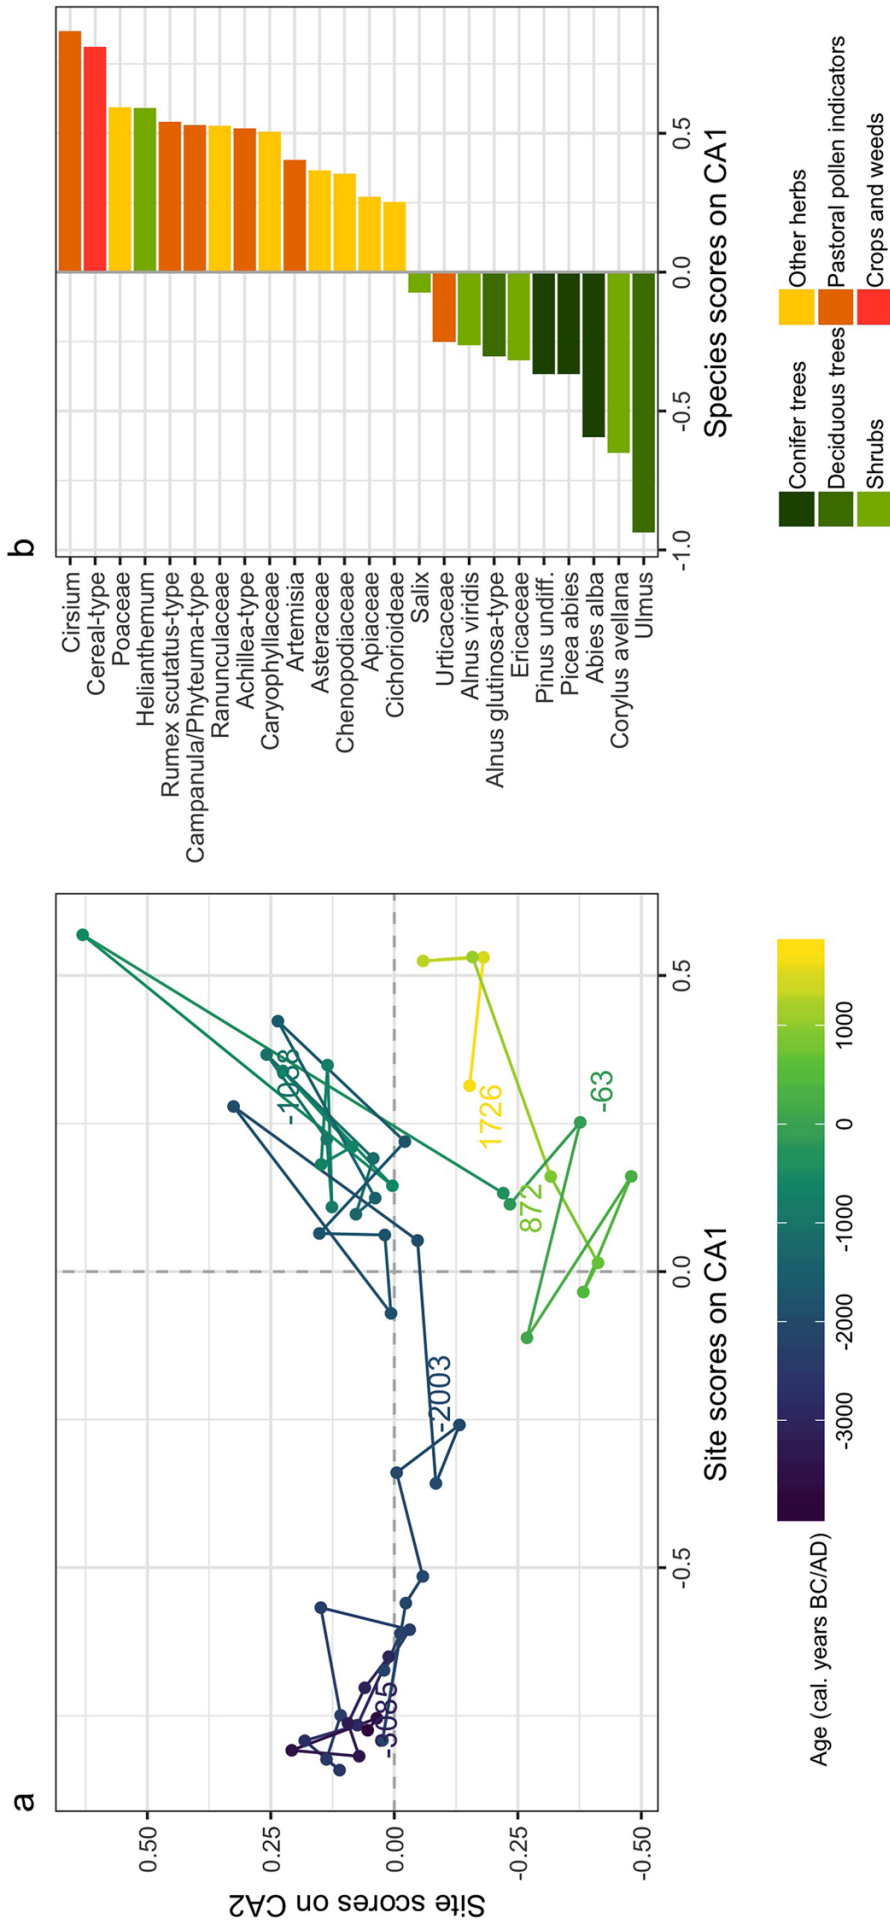 a
0.50
0.25
0.00
-0.25
-0.50
Site scores on CA2
-1088
1726
-63
872
-2003
-0.5
0.0
0.5
Site scores on CA1
Age (cal. years BC/AD)
-3000
-2000
-1000
0
1000
b
Cirsium
Cereal-type
Poaceae
Helianthemum
Rumex scutatus-type
Campanula/Phyteuma-type
Ranunculaceae
Achillea-type
Caryophyllaceae
Artemisia
Asteraceae
Chenopodiaceae
Apiaceae
Cichorioideae
Salix
Urticaceae
Alnus viridis
Alnus glutinosa-type
Ericaceae
Pinus undiff.
Picea abies
Abies alba
Corylus avellana
Ulmus
-1.0
-0.5
0.0
0.5
Species scores on CA1
Conifer trees
Deciduous trees
Shrubs
Other herbs
Pastoral pollen indicators
Crops and weeds